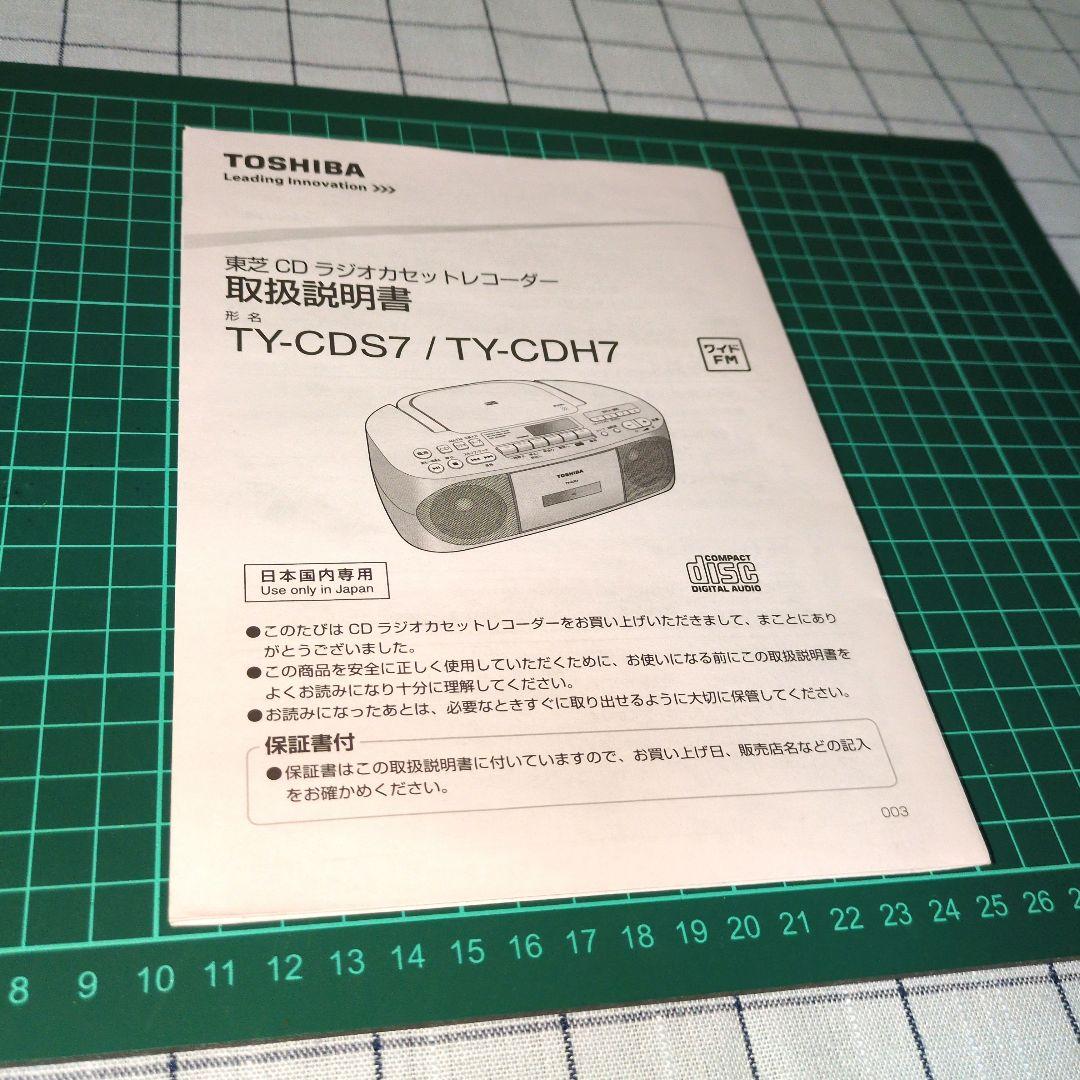 TOSHIBA
Leading Innovation >>>
東芝 CD ラジオカセットレコーダー
取扱説明書
形 名
TY-CDS7 / TY-CDH7
ワイド
FM
TOSHIBA
日本国内専用
Use only in Japan
COMPACT
disc
DIGITAL AUDIO
●このたびは CD ラジオカセットレコーダーをお買い上げいただきまして、まことにあり
がとうございました。
●この商品を安全に正しく使用していただくために、お使いになる前にこの取扱説明書を
よくお読みになり十分に理解してください。
●お読みになったあとは、必要なときすぐに取り出せるように大切に保管してください。
保証書付
●保証書はこの取扱説明書に付いていますので、お買い上げ日、販売店名などの記入
をお確かめください。
003
8 9 10 11 12 13 14 15 16 17 18 19 20 21 22 23 24 25 26